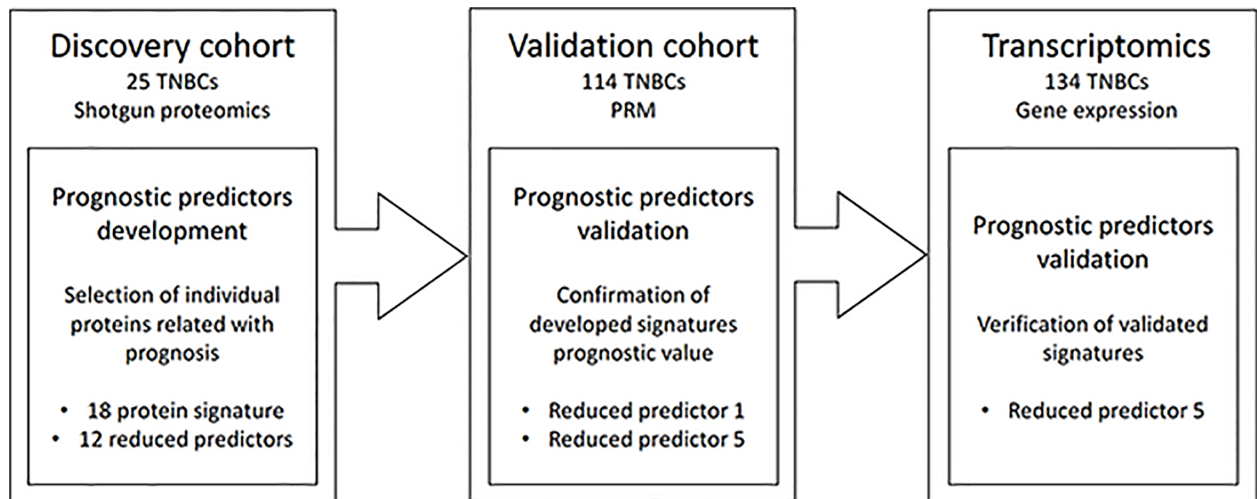 Discovery cohort
25 TNBCs
Shotgun proteomics
Prognostic predictors
development
Selection of individual
proteins related with
prognosis
• 18 protein signature
• 12 reduced predictors
Validation cohort
114 TNBCs
PRM
Prognostic predictors
validation
Confirmation of
developed signatures
prognostic value
• Reduced predictor 1
• Reduced predictor 5
Transcriptomics
134 TNBCs
Gene expression
Prognostic predictors
validation
Verification of validated
signatures
• Reduced predictor 5